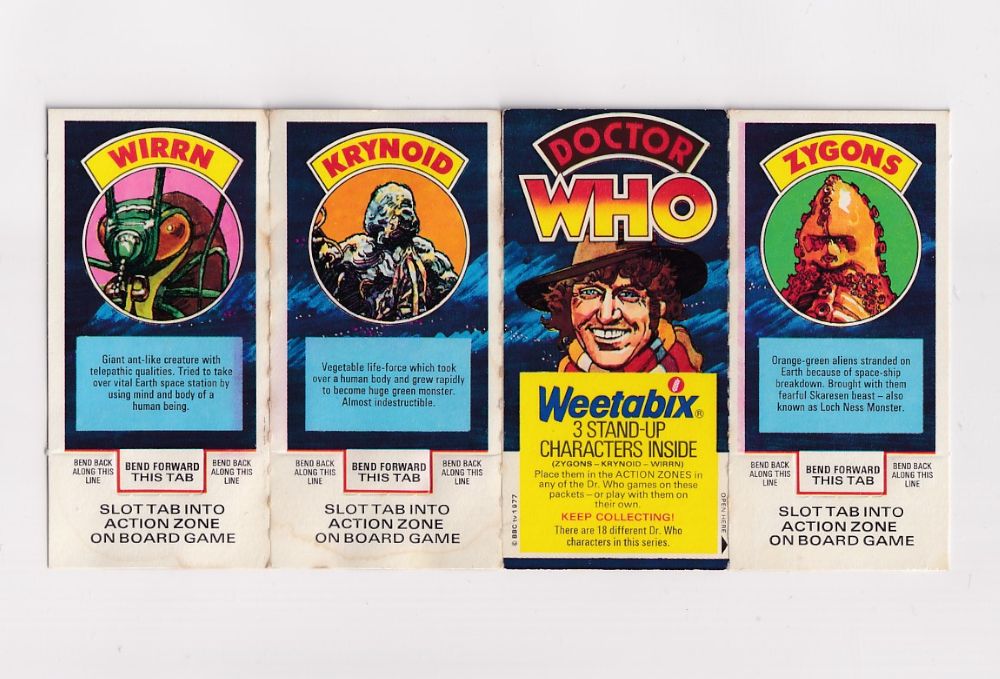 WIRRN
Giant ant-like creature with
telepathic qualities. Tried to take
over vital Earth space station by
using mind and body of a
human being.
BEND BACK
ALONG THIS
LINE
BEND FORWARD
THIS TAB
BEND BACK
ALONG THIS
LINE
SLOT TAB INTO
ACTION ZONE
ON BOARD GAME
KRYNOID
Vegetable life-force which took
over a human body and grew rapidly
to become huge green monster.
Almost indestructible.
BEND BACK
ALONG THIS
LINE
BEND FORWARD
THIS TAB
BEND BACK
ALONG THIS
LINE
SLOT TAB INTO
ACTION ZONE
ON BOARD GAME
DOCTOR
WHO
Weetabix®
3 STAND-UP
CHARACTERS INSIDE
(ZYGONS – KRYNOID – WIRRN)
Place them in the ACTION ZONES in
any of the Dr. Who games on these
packets – or play with them on
their own.
KEEP COLLECTING!
There are 18 different Dr. Who
characters in this series.
© BBC tv 1977
OPEN HERE
ZYGONS
Orange-green aliens stranded on
Earth because of space-ship
breakdown. Brought with them
fearful Skaresen beast – also
known as Loch Ness Monster.
BEND BACK
ALONG THIS
LINE
BEND FORWARD
THIS TAB
BEND BACK
ALONG THIS
LINE
SLOT TAB INTO
ACTION ZONE
ON BOARD GAME